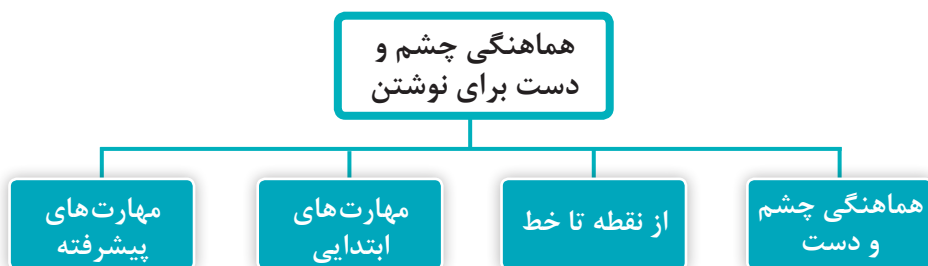 هماهنگی چشم و
دست برای نوشتن
هماهنگی چشم
و دست
از نقطه تا خط
مهارت‌های
ابتدایی
مهارت‌های
پیشرفته